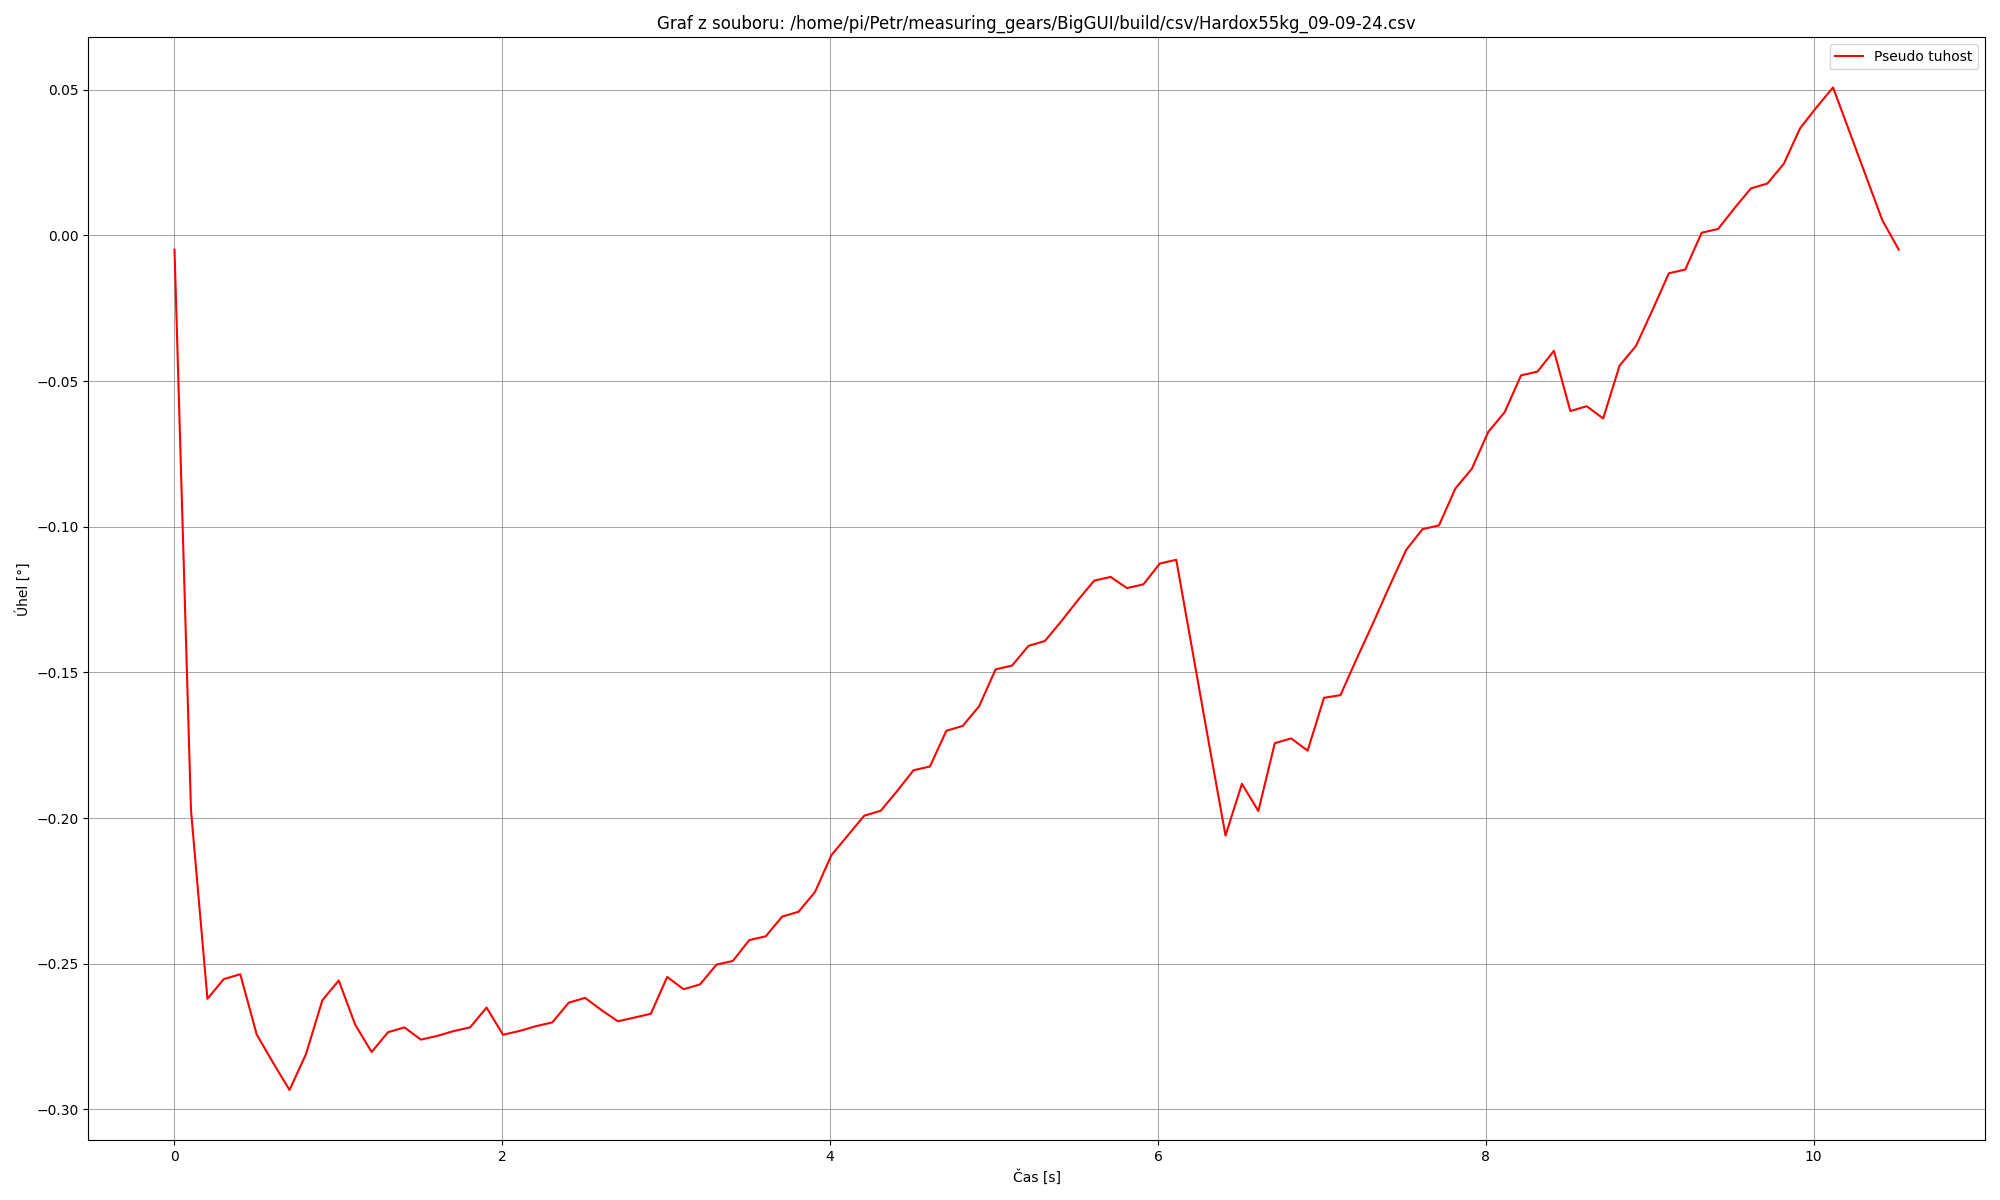 Graf z souboru: /home/pi/Petr/measuring_gears/BigGUI/build/csv/Hardox55kg_09-09-24.csv
Pseudo tuhost
0.05
0.00
−0.05
−0.10
−0.15
−0.20
−0.25
−0.30
Úhel [°]
0 2 4 6 8 10
Čas [s]